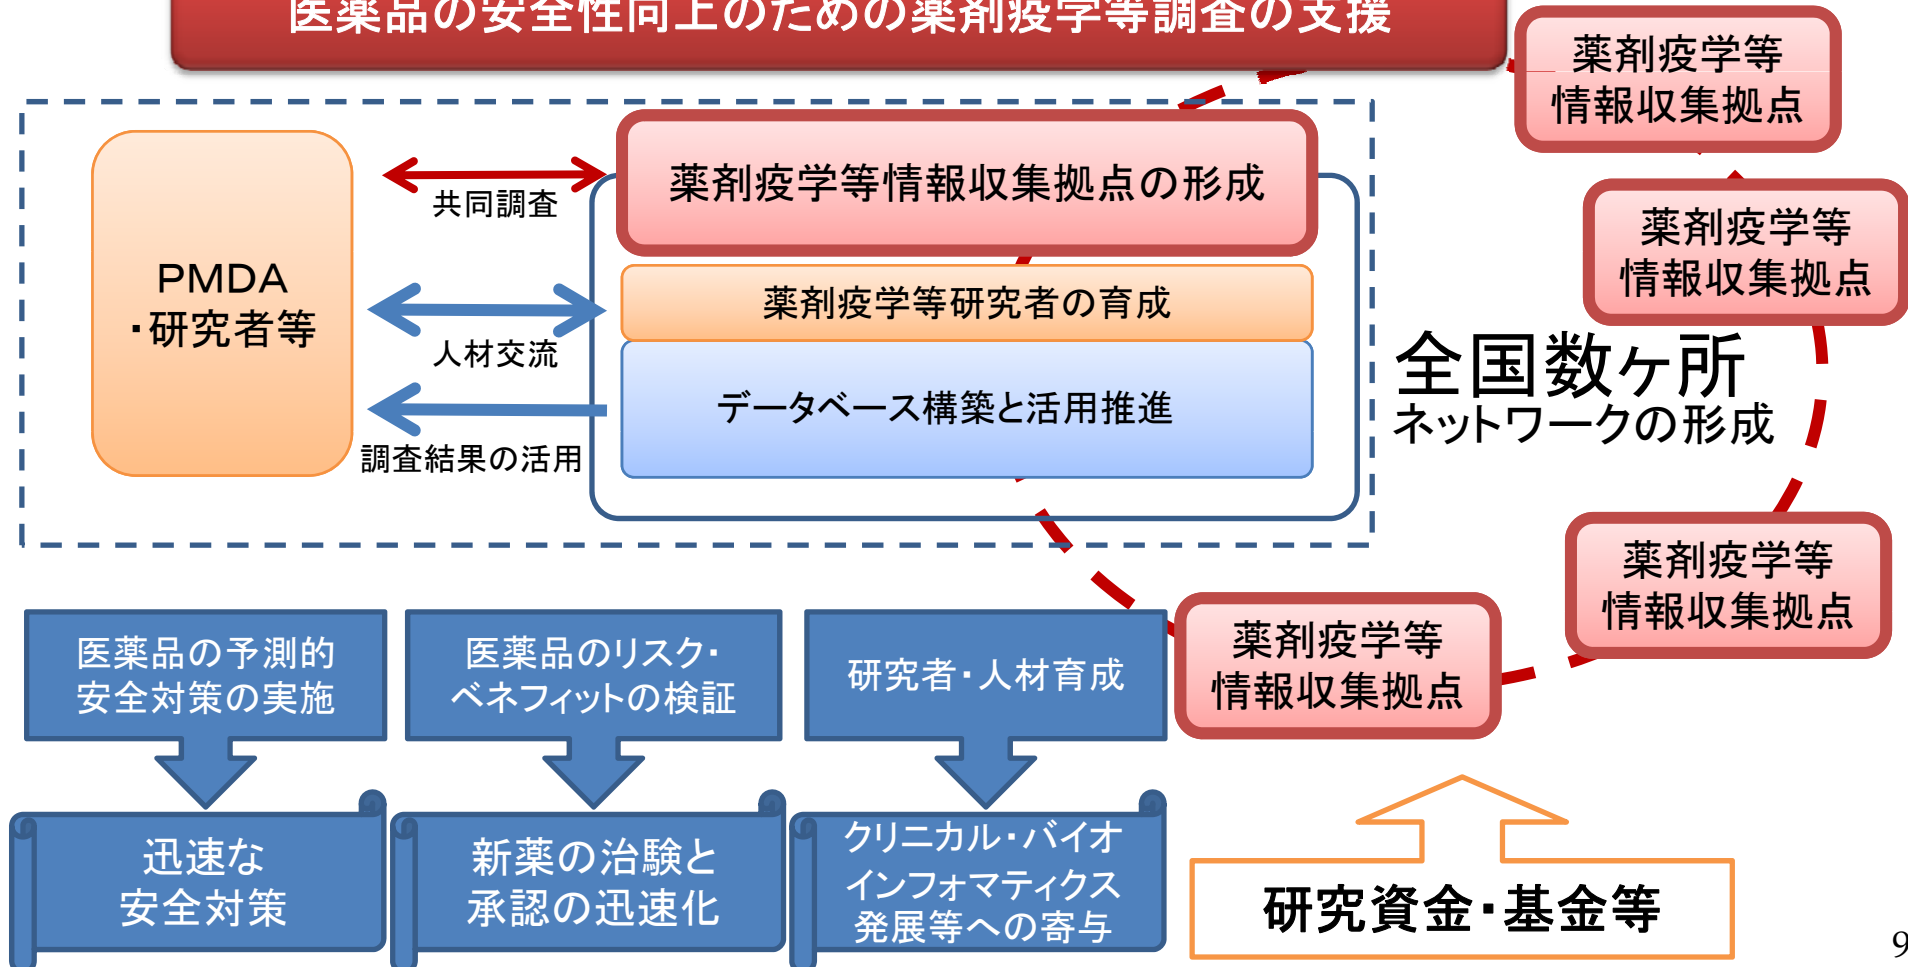 医薬品の安全性向上のための薬剤疫学等調査の支援
薬剤疫学等
情報収集拠点
薬剤疫学等情報収集拠点の形成
共同調査
薬剤疫学等
情報収集拠点
PMDA
・研究者等
薬剤疫学等研究者の育成
人材交流
全国数ヶ所
ネットワークの形成
データベース構築と活用推進
調査結果の活用
薬剤疫学等
情報収集拠点
薬剤疫学等
情報収集拠点
医薬品の予測的
安全対策の実施
医薬品のリスク・
ベネフィットの検証
研究者・人材育成
迅速な
安全対策
新薬の治験と
承認の迅速化
クリニカル・バイオ
インフォマティクス
発展等への寄与
研究資金・基金等
9